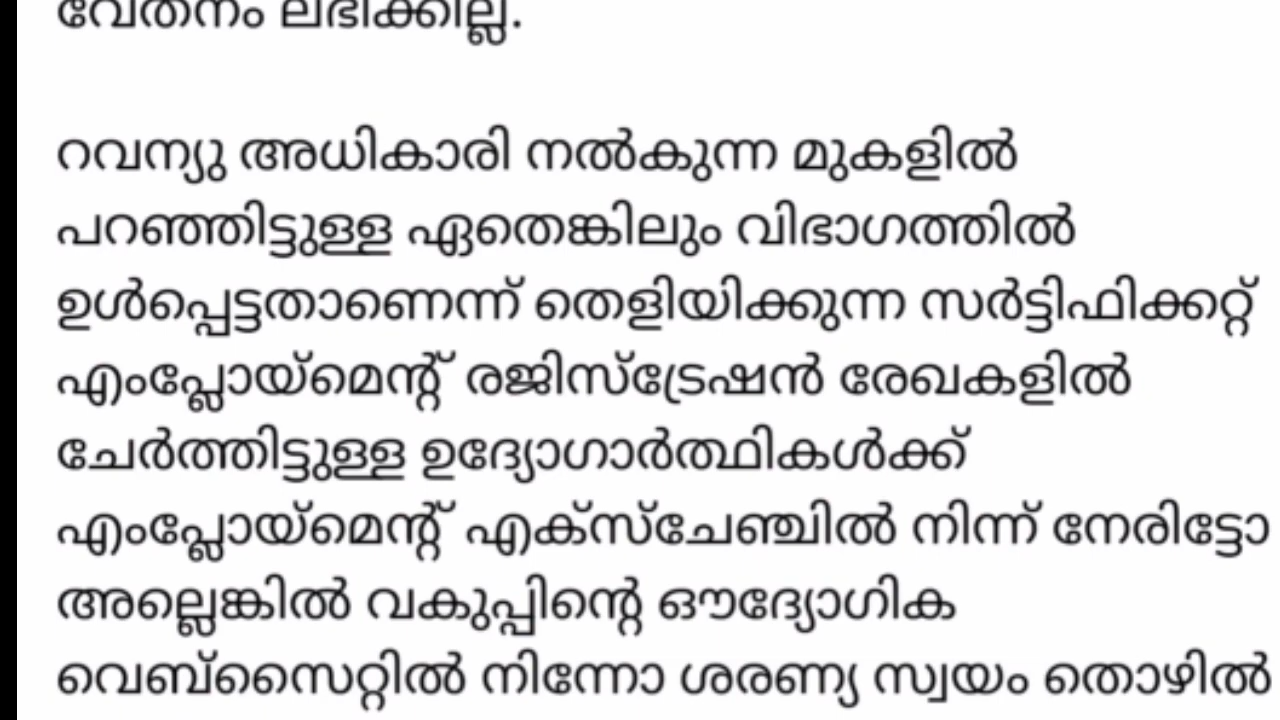 വേതനം ലഭിക്കില്ല.
റവന്യു അധികാരി നൽകുന്ന മുകളിൽ
പറഞ്ഞിട്ടുള്ള ഏതെങ്കിലും വിഭാഗത്തിൽ
ഉൾപ്പെട്ടതാണെന്ന് തെളിയിക്കുന്ന സർട്ടിഫിക്കറ്റ്
എംപ്ലോയ്മെന്റ് രജിസ്ട്രേഷൻ രേഖകളിൽ
ചേർത്തിട്ടുള്ള ഉദ്യോഗാർത്ഥികൾക്ക്
എംപ്ലോയ്മെന്റ് എക്സ്ചേഞ്ചിൽ നിന്ന് നേരിട്ടോ
അല്ലെങ്കിൽ വകുപ്പിന്റെ ഔദ്യോഗിക
വെബ്സൈറ്റിൽ നിന്നോ ശരണ്യ സ്വയം തൊഴിൽ